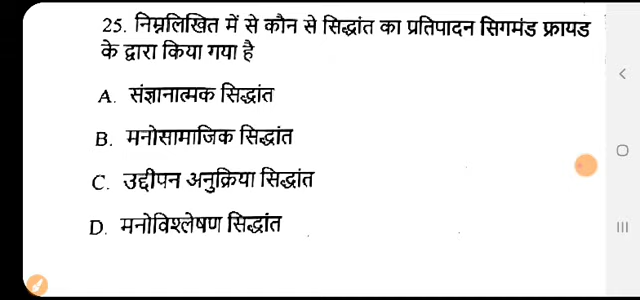 25. निम्नलिखित में से कौन से सिद्धांत का प्रतिपादन सिगमंड फ्रायड
के द्वारा किया गया है
A. संज्ञानात्मक सिद्धांत
B. मनोसामाजिक सिद्धांत
C. उद्दीपन अनुक्रिया सिद्धांत
D. मनोविश्लेषण सिद्धांत